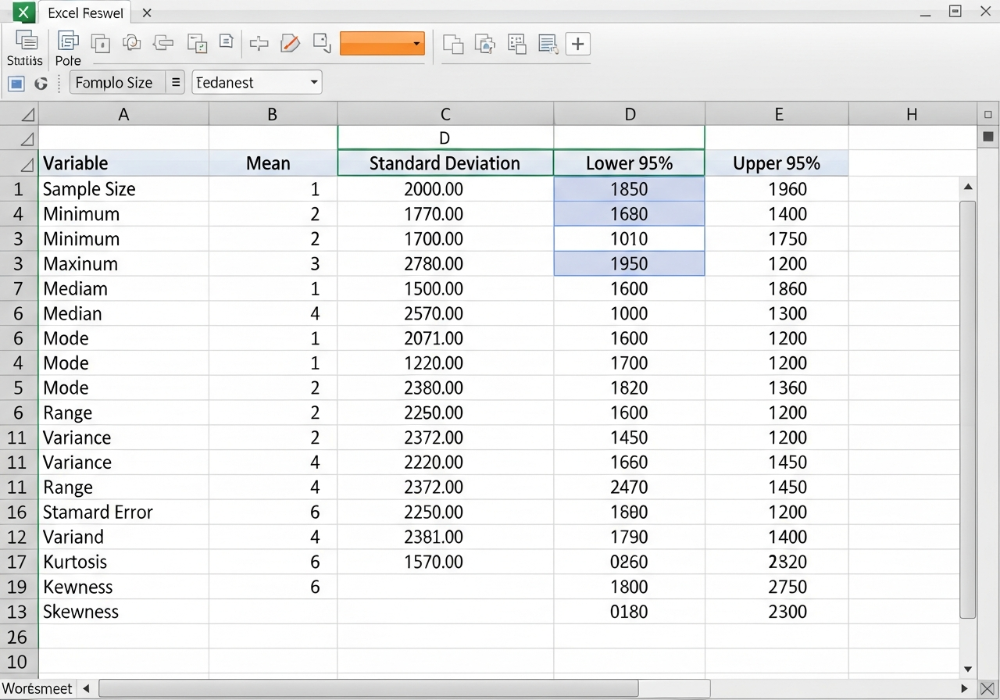 Excel Feswel
Statiis Pote
Fomplo Size Tedanest
A B C D E H
D
Variable Mean Standard Deviation Lower 95% Upper 95%
1 Sample Size 1 2000.00 1850 1960
4 Minimum 2 1770.00 1680 1400
3 Minimum 2 1700.00 1010 1750
3 Maxinum 3 2780.00 1950 1200
7 Mediam 1 1500.00 1600 1860
6 Median 4 2570.00 1000 1300
6 Mode 1 2071.00 1600 1200
4 Mode 1 1220.00 1700 1200
5 Mode 2 2380.00 1820 1360
6 Range 2 2250.00 1600 1200
11 Variance 2 2372.00 1450 1200
11 Variance 4 2220.00 1660 1450
11 Range 4 2372.00 2470 1450
16 Stamard Error 6 2250.00 1600 1200
12 Variand 4 2381.00 1790 1400
17 Kurtosis 6 1570.00 0260 2320
19 Kewness 6 1800 2750
13 Skewness 0180 2300
26
10
Worésmeet